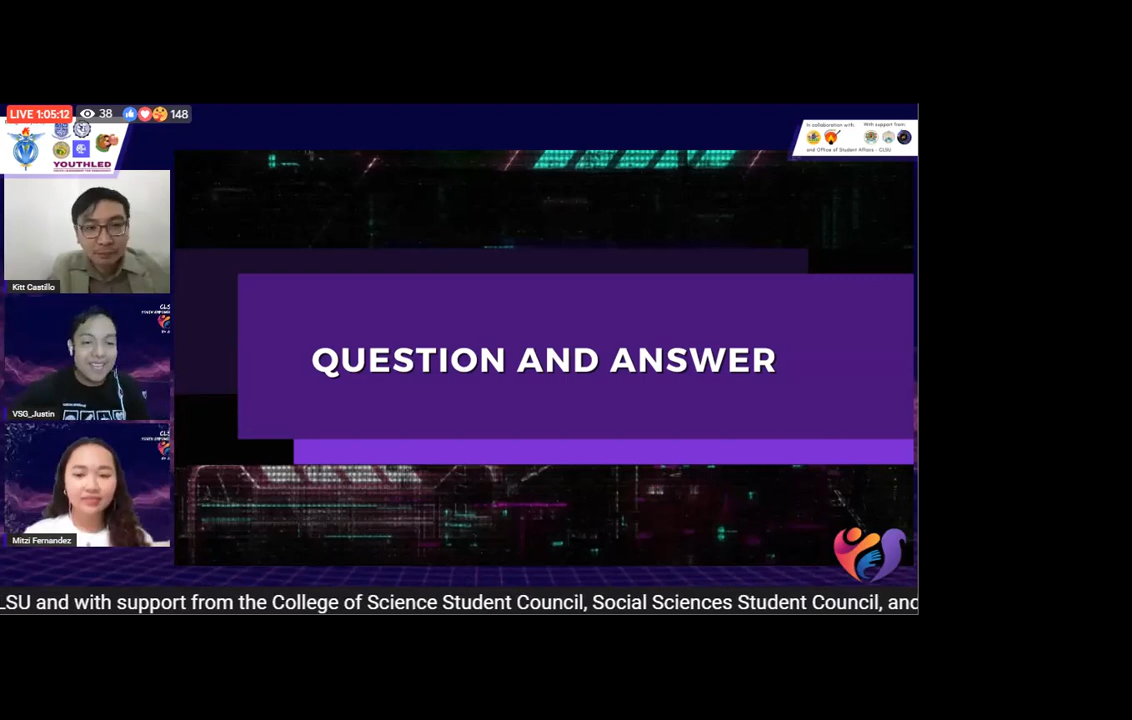 LIVE 1:05:12 38 148
In collaboration with: With support from:
and Office of Student Affairs - CLSU
YOUTHLED
Kitt Castillo
QUESTION AND ANSWER
VSG_Justin
Mitzi Fernandez
LSU and with support from the College of Science Student Council, Social Sciences Student Council, and